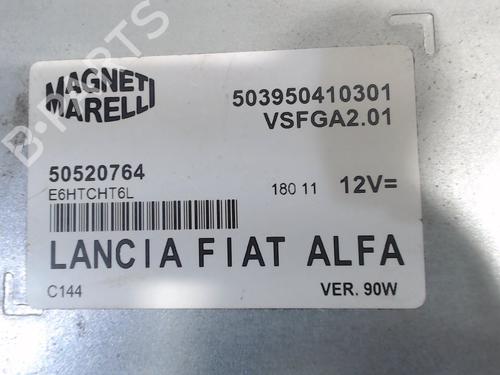 MAGNETI MARELLI
503950410301
VSFGA2.01
50520764
E6HTCHT6L
180 11 12V=
LANCIA FIAT ALFA
C144
VER. 90W
B-PARTS